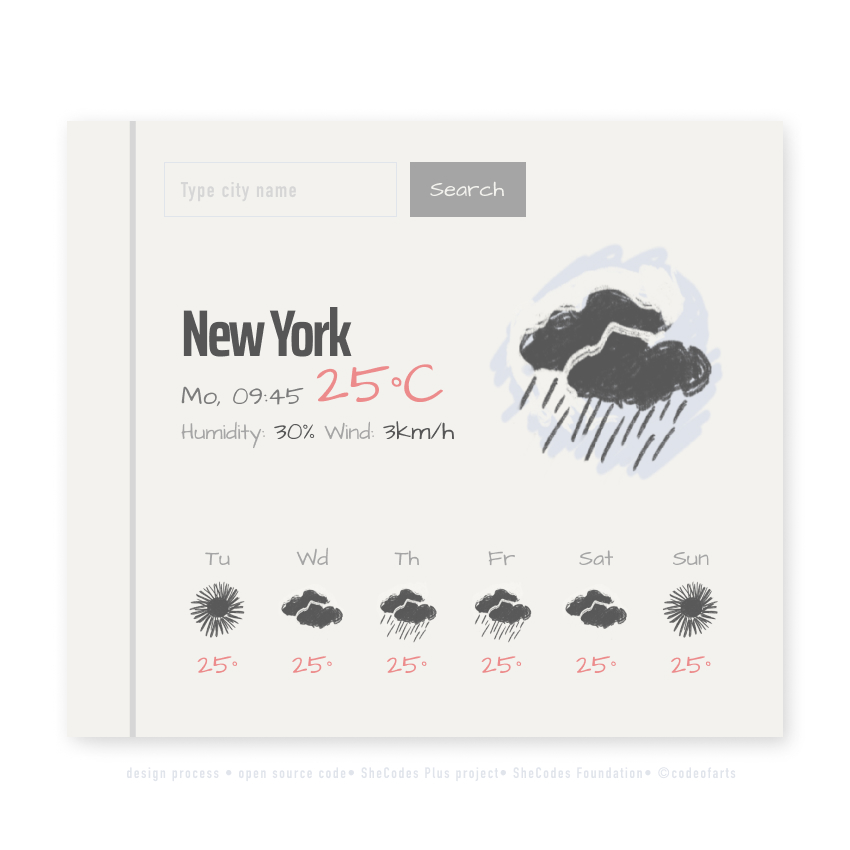 Type city name
Search
New York
Mo, 09:45 25°C
Humidity: 30% Wind: 3km/h
Tu Wd Th Fr Sat Sun
25° 25° 25° 25° 25° 25°
design process • open source code• SheCodes Plus project• SheCodes Foundation• ©codeofarts